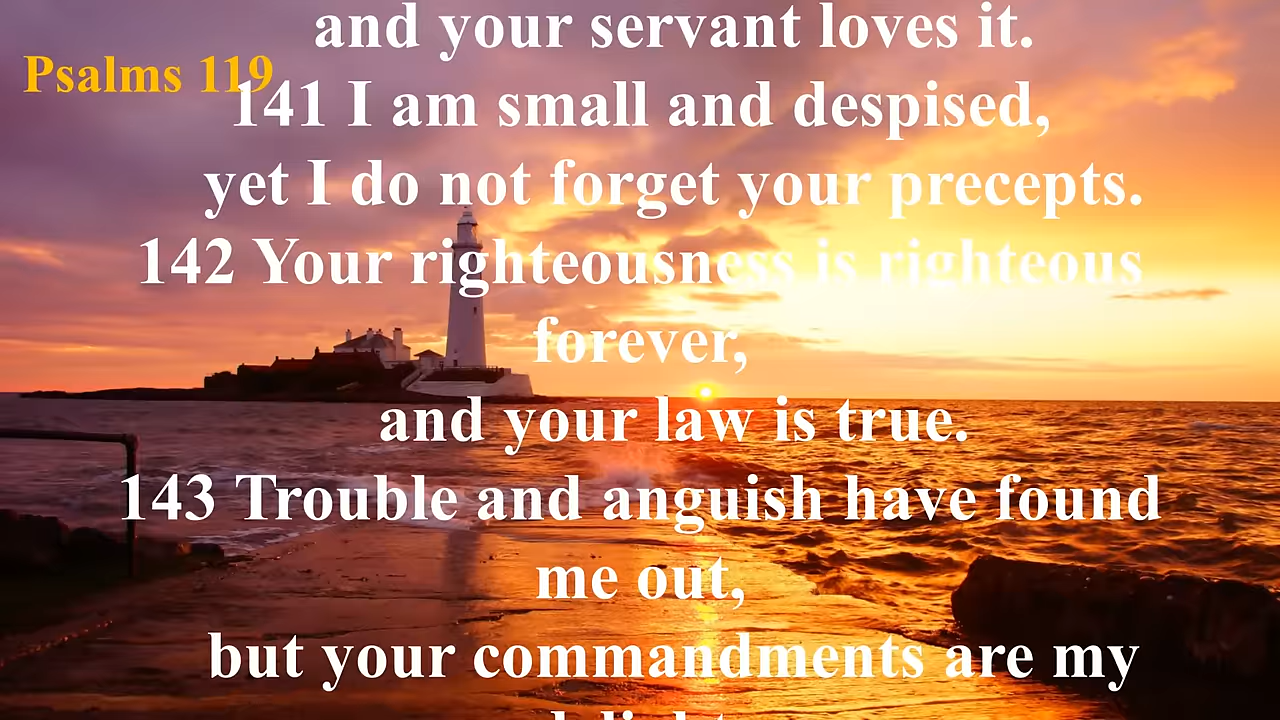 and your servant loves it.
Psalms 119
141 I am small and despised,
yet I do not forget your precepts.
142 Your righteousness is righteous
forever,
and your law is true.
143 Trouble and anguish have found
me out,
but your commandments are my